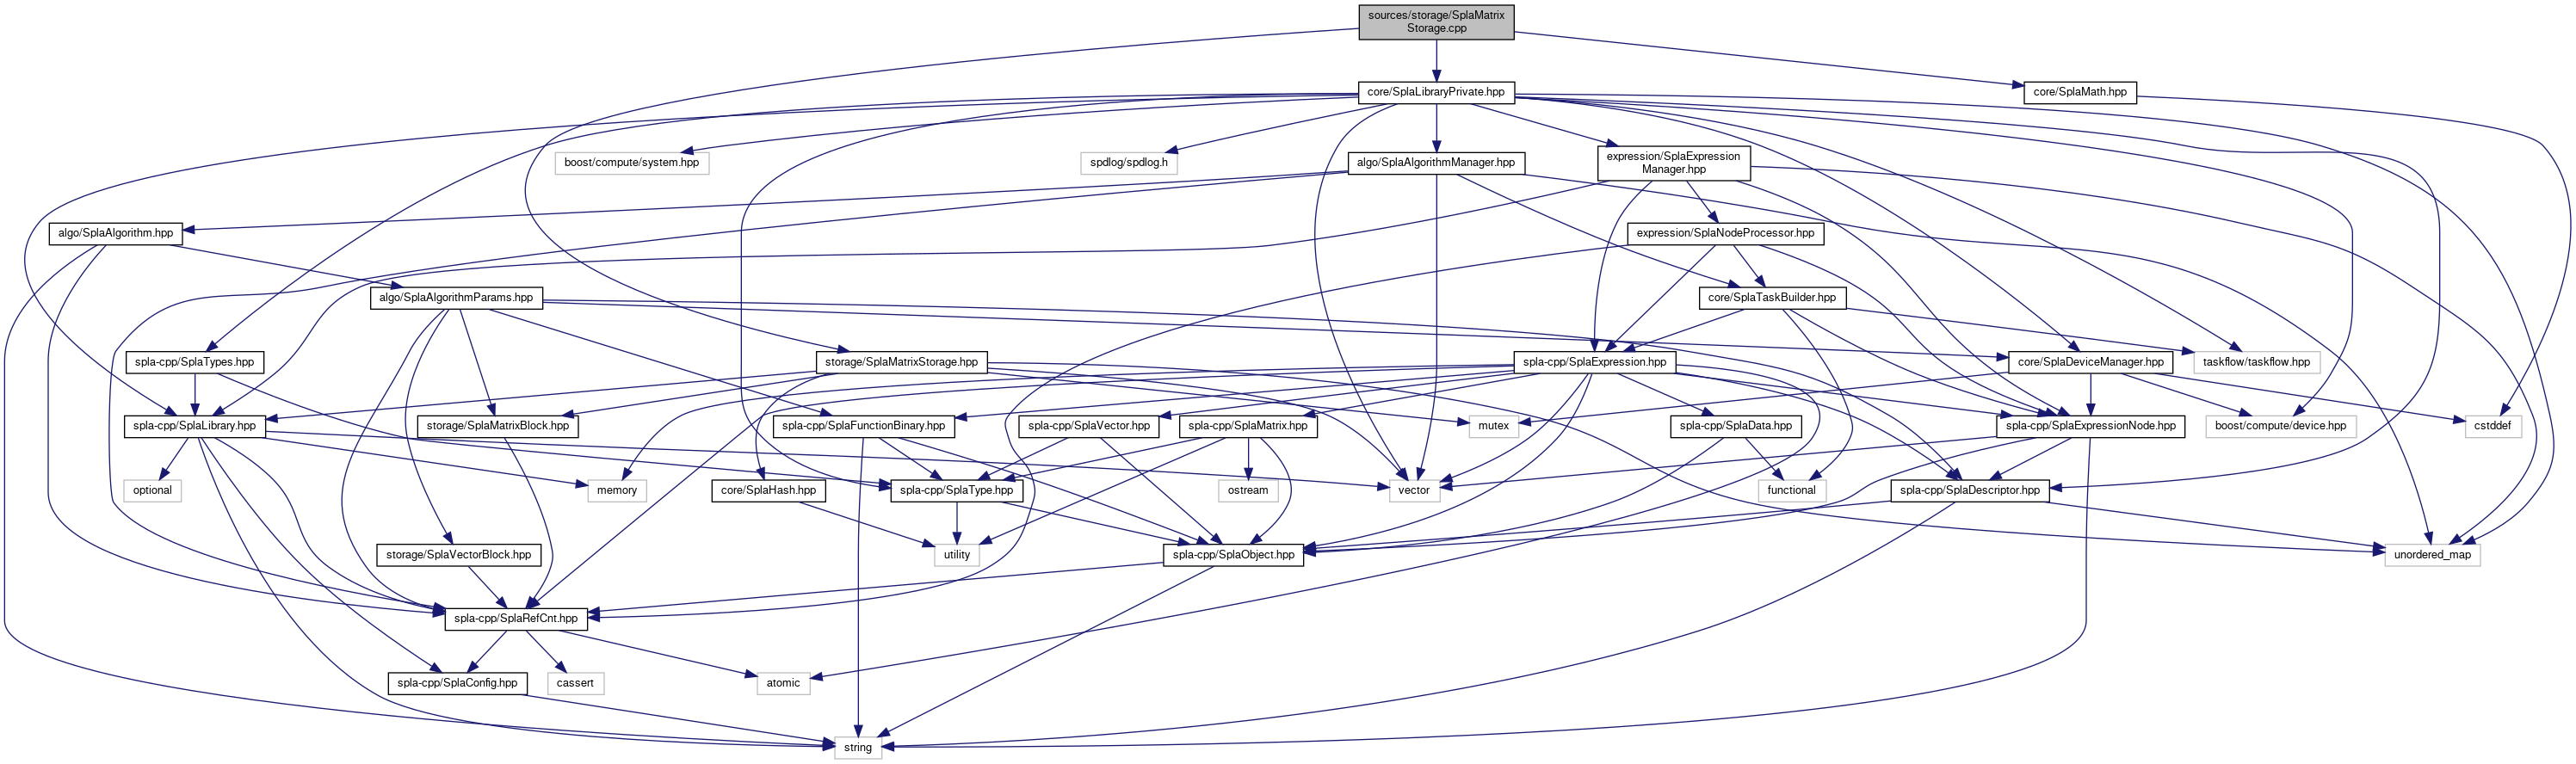 sources/storage/SplaMatrix
Storage.cpp
core/SplaLibraryPrivate.hpp
core/SplaMath.hpp
boost/compute/system.hpp
spdlog/spdlog.h
algo/SplaAlgorithmManager.hpp
expression/SplaExpression
Manager.hpp
algo/SplaAlgorithm.hpp
expression/SplaNodeProcessor.hpp
algo/SplaAlgorithmParams.hpp
core/SplaTaskBuilder.hpp
spla-cpp/SplaTypes.hpp
storage/SplaMatrixStorage.hpp
spla-cpp/SplaExpression.hpp
core/SplaDeviceManager.hpp
taskflow/taskflow.hpp
spla-cpp/SplaLibrary.hpp
storage/SplaMatrixBlock.hpp
spla-cpp/SplaFunctionBinary.hpp
spla-cpp/SplaVector.hpp
spla-cpp/SplaMatrix.hpp
spla-cpp/SplaData.hpp
mutex
spla-cpp/SplaExpressionNode.hpp
boost/compute/device.hpp
cstddef
optional
memory
core/SplaHash.hpp
spla-cpp/SplaType.hpp
ostream
vector
functional
spla-cpp/SplaDescriptor.hpp
storage/SplaVectorBlock.hpp
utility
spla-cpp/SplaObject.hpp
unordered_map
spla-cpp/SplaRefCnt.hpp
spla-cpp/SplaConfig.hpp
cassert
atomic
string